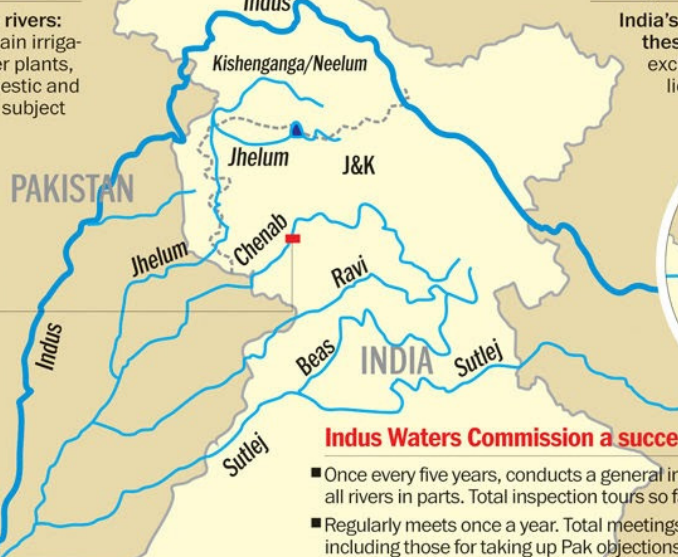 Indus
rivers:
ain irriga-
er plants,
estic and
subject
India's
thes
exc
li
Kishenganga/Neelum
Jhelum
J&K
PAKISTAN
Chenab
Jhelum
Ravi
Indus
Beas
INDIA
Sutlej
Sutlej
Indus Waters Commission a succe
■ Once every five years, conducts a general in
all rivers in parts. Total inspection tours so f
■ Regularly meets once a year. Total meetings
including those for taking up Pak objections